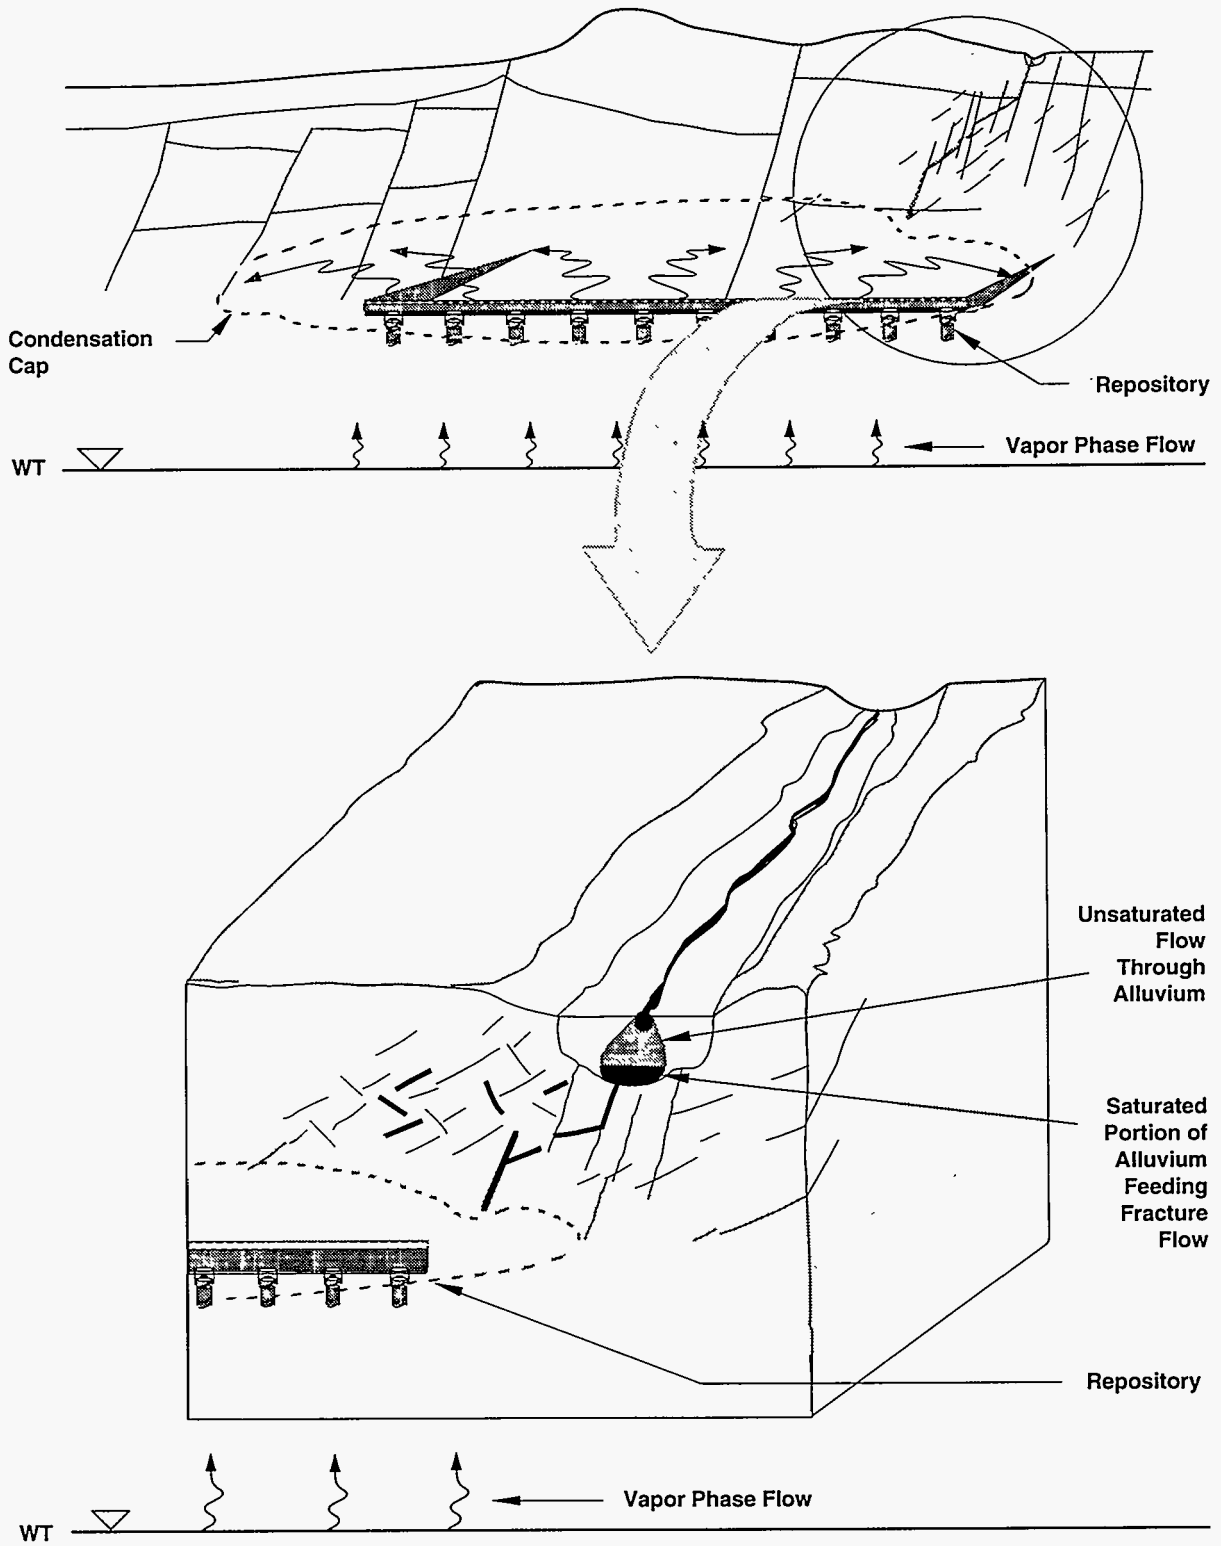 Condensation
Cap
Repository
Vapor Phase Flow
WT
Unsaturated
Flow
Through
Alluvium
Saturated
Portion of
Alluvium
Feeding
Fracture
Flow
Repository
Vapor Phase Flow
WT